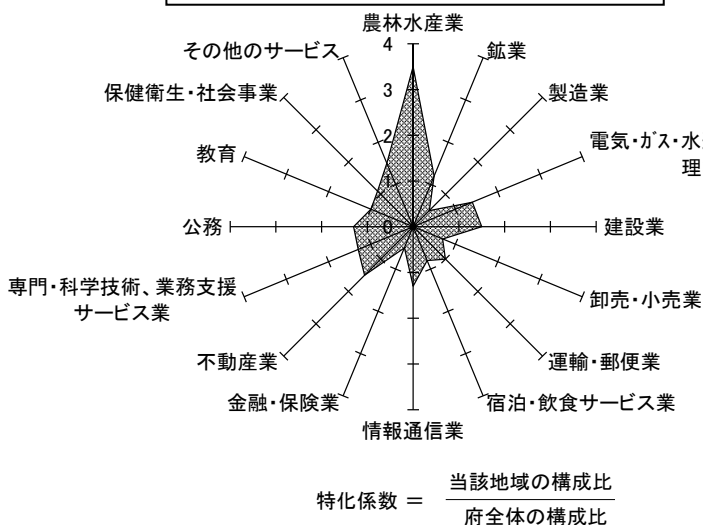 農林水産業
4
3
2
1
0
鉱業
製造業
電気・ガス・水
理
建設業
卸売・小売業
運輸・郵便業
宿泊・飲食サービス業
情報通信業
金融・保険業
不動産業
専門・科学技術、業務支援
サービス業
公務
教育
保健衛生・社会事業
その他のサービス
特化係数 = 当該地域の構成比
府全体の構成比